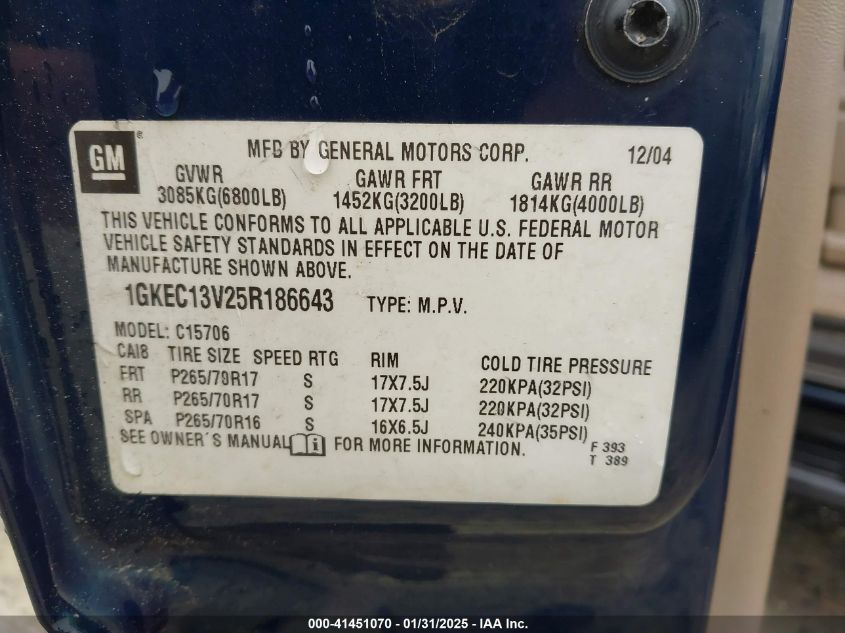 GM ® MFD BY GENERAL MOTORS CORP. 12/04
GVWR GAWR FRT GAWR RR
3085KG(6800LB) 1452KG(3200LB) 1814KG(4000LB)
THIS VEHICLE CONFORMS TO ALL APPLICABLE U.S. FEDERAL MOTOR
VEHICLE SAFETY STANDARDS IN EFFECT ON THE DATE OF
MANUFACTURE SHOWN ABOVE.
1GKEC13V25R186643 TYPE: M.P.V.
MODEL: C15706
CAI8 TIRE SIZE SPEED RTG RIM COLD TIRE PRESSURE
FRT P265/70R17 S 17X7.5J 220KPA(32PSI)
RR P265/70R17 S 17X7.5J 220KPA(32PSI)
SPA P265/70R16 S 16X6.5J 240KPA(35PSI)
SEE OWNER´S MANUAL i FOR MORE INFORMATION. F 393
T 389
000-41451070 - 01/31/2025 - IAA Inc.